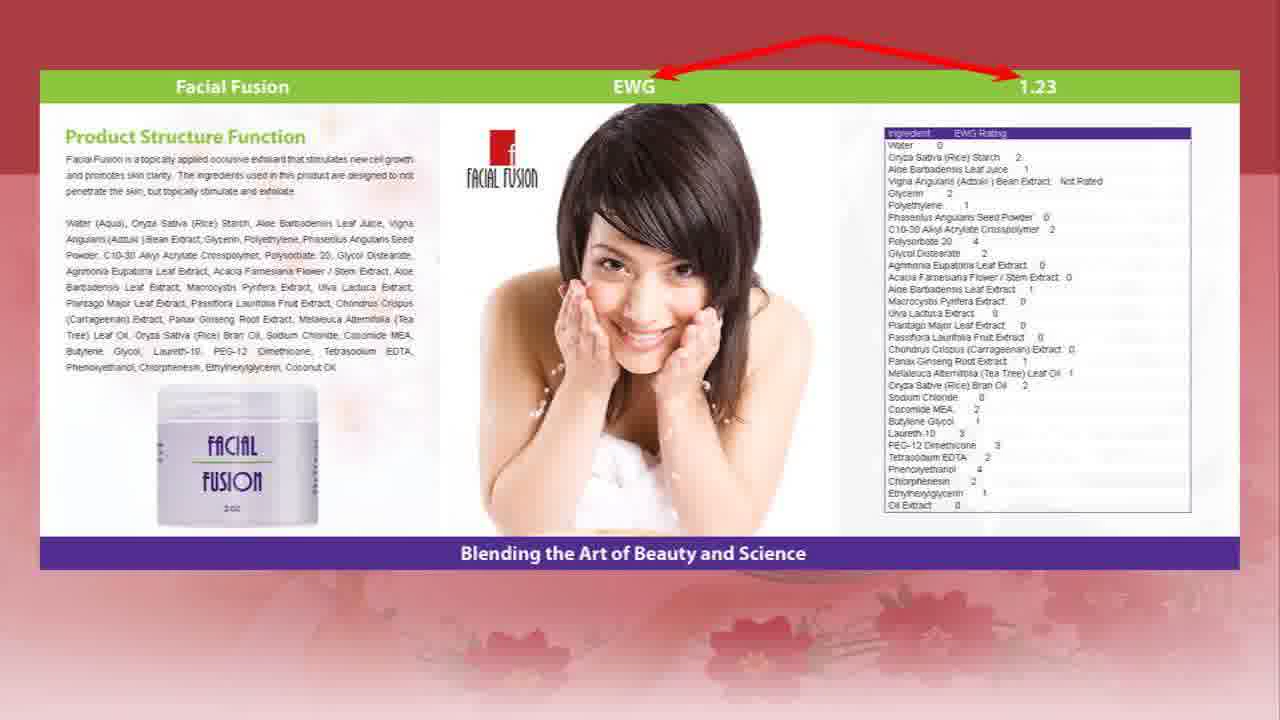 Facial Fusion
EWG
1.23
Product Structure Function
Facial Fusion is a topically applied occlusive exfoliant that stimulates new cell growth
and promotes skin clarity. The ingredients used in this product are designed to not
penetrate the skin, but topically stimulate and exfoliate.
Water (Aqua), Oryza Sativa (Rice) Starch, Aloe Barbadensis Leaf Juice, Vigna
Angularis (Adzuki ) Bean Extract, Glycerin, Polyethylene, Phaseolus Angularis Seed
Powder, C10-30 Alkyl Acrylate Crosspolymer, Polysorbate 20, Glycol Distearate,
Agrimonia Eupatoria Leaf Extract, Acacia Farnesiana Flower / Stem Extract, Aloe
Barbadensis Leaf Extract, Macrocystis Pyrifera Extract, Ulva Lactuca Extract,
Plantago Major Leaf Extract, Passiflora Laurifolia Fruit Extract, Chondrus Crispus
(Carrageenan) Extract, Panax Ginseng Root Extract, Melaleuca Alternifolia (Tea
Tree) Leaf Oil, Oryza Sativa (Rice) Bran Oil, Sodium Chloride, Cocomide MEA,
Butylene Glycol, Laureth-10, PEG-12 Dimethicone, Tetrasodium EDTA,
Phenoxyethanol, Chlorphenesin, Ethylhexylglycerin, Coconut Oil
FACIAL
FUSION
2 oz
f
FACIAL FUSION
Ingredient EWG Rating
Water 0
Oryza Sativa (Rice) Starch 2
Aloe Barbadensis Leaf Juice 1
Vigna Angularis (Adzuki ) Bean Extract Not Rated
Glycerin 2
Polyethylene 1
Phaseolus Angularis Seed Powder 0
C10-30 Alkyl Acrylate Crosspolymer 2
Polysorbate 20 4
Glycol Distearate 2
Agrimonia Eupatoria Leaf Extract 0
Acacia Farnesiana Flower / Stem Extract 0
Aloe Barbadensis Leaf Extract 1
Macrocystis Pyrifera Extract 0
Ulva Lactuca Extract 0
Plantago Major Leaf Extract 0
Passiflora Laurifolia Fruit Extract 0
Chondrus Crispus (Carrageenan) Extract 0
Panax Ginseng Root Extract 1
Melaleuca Alternifolia (Tea Tree) Leaf Oil 1
Oryza Sative (Rice) Bran Oil 2
Sodium Chloride 0
Cocomide MEA 2
Butylene Glycol 1
Laureth-10 3
PEG-12 Dimethicone 3
Tetrasodium EDTA 2
Phenoxyethanol 4
Chlorphenesin 2
Ethylhexylglycerin 1
Oil Extract 0
Blending the Art of Beauty and Science